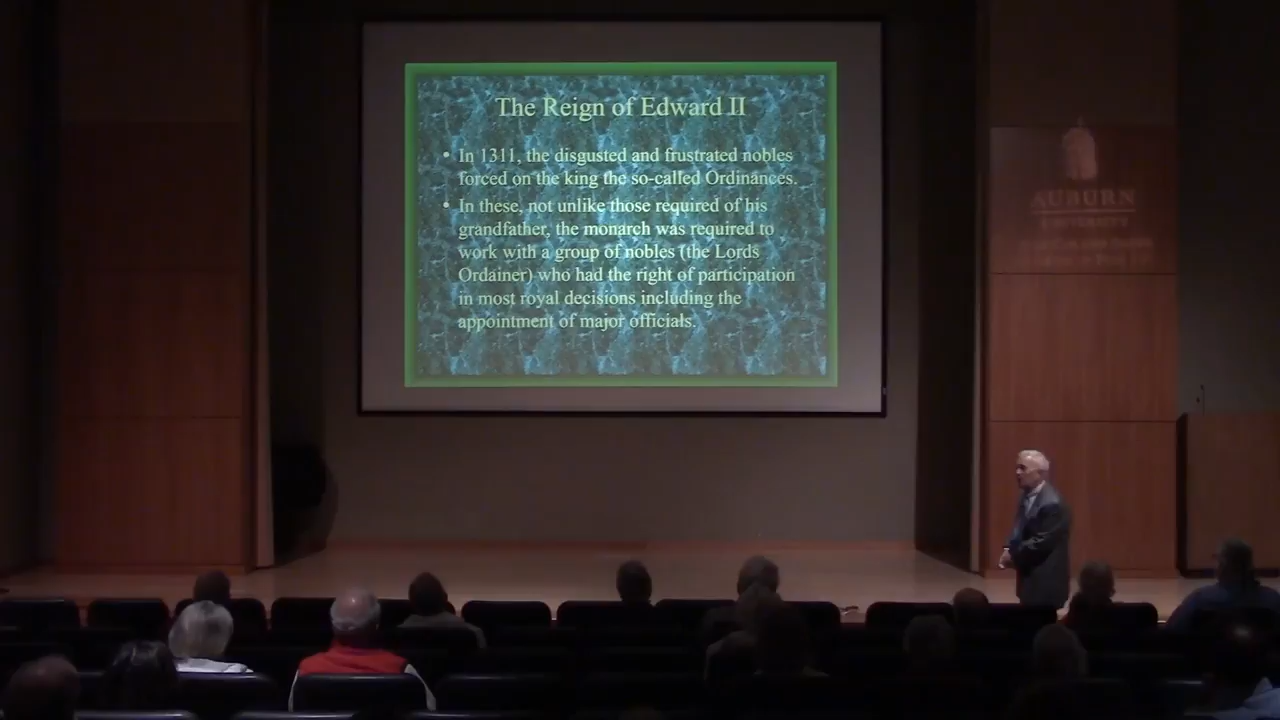 The Reign of Edward II
• In 1311, the disgusted and frustrated nobles
forced on the king the so-called Ordinances.
• In these, not unlike those required of his
grandfather, the monarch was required to
work with a group of nobles (the Lords
Ordainer) who had the right of participation
in most royal decisions including the
appointment of major officials.
AUBURN
UNIVERSITY